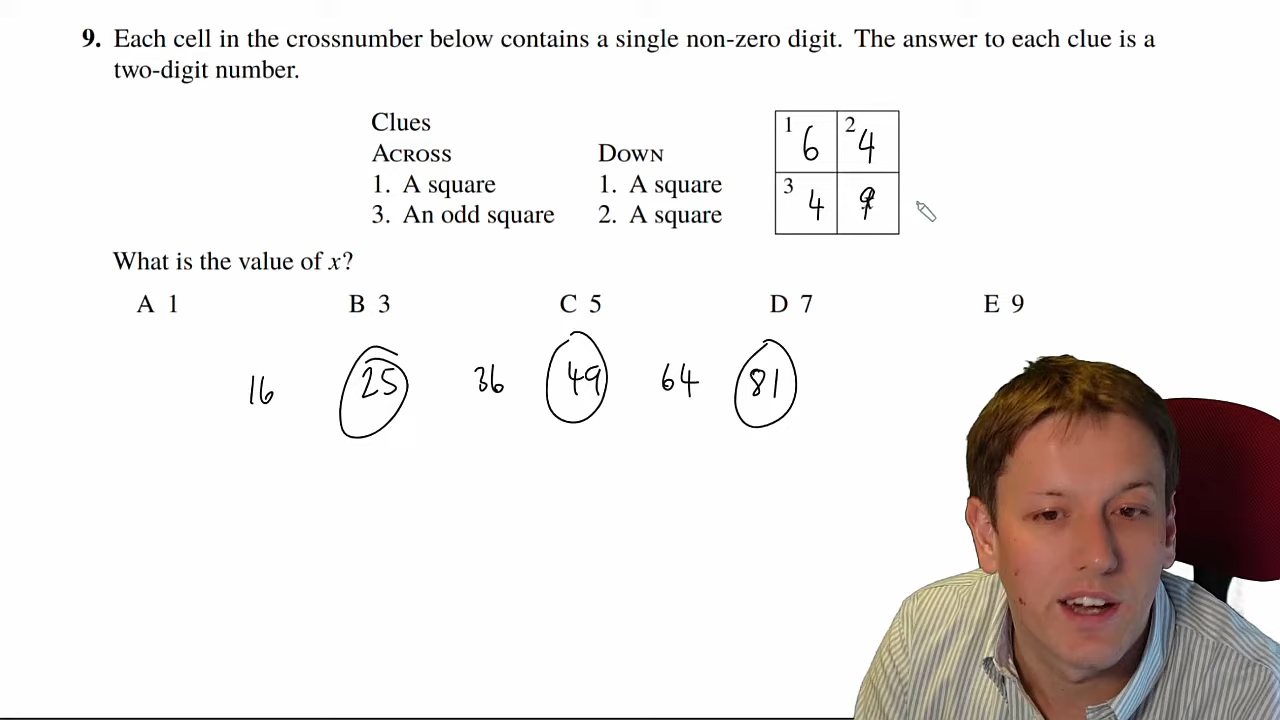 9. Each cell in the crossnumber below contains a single non-zero digit. The answer to each clue is a
two-digit number.
Clues
ACROSS DOWN
1. A square 1. A square
3. An odd square 2. A square
1 6 2 4
3 4 9
What is the value of x?
A 1 B 3 C 5 D 7 E 9
16 25 36 49 64 81